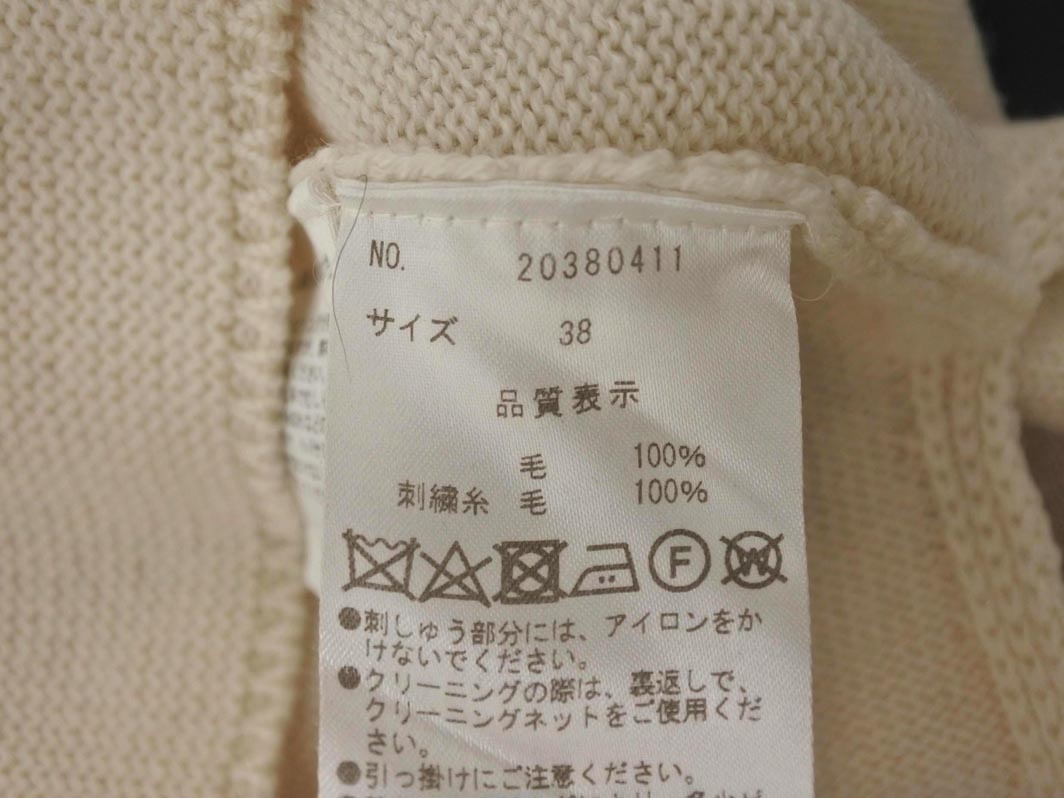 NO. 20380411
サイズ 38
品質表示
毛 100%
刺繍糸 毛 100%
F
W
●刺しゅう部分には、アイロンをか
けないでください。
●クリーニングの際は、裏返しで、
クリーニングネットをご使用くだ
さい。
●引っ掛けにご注意ください。